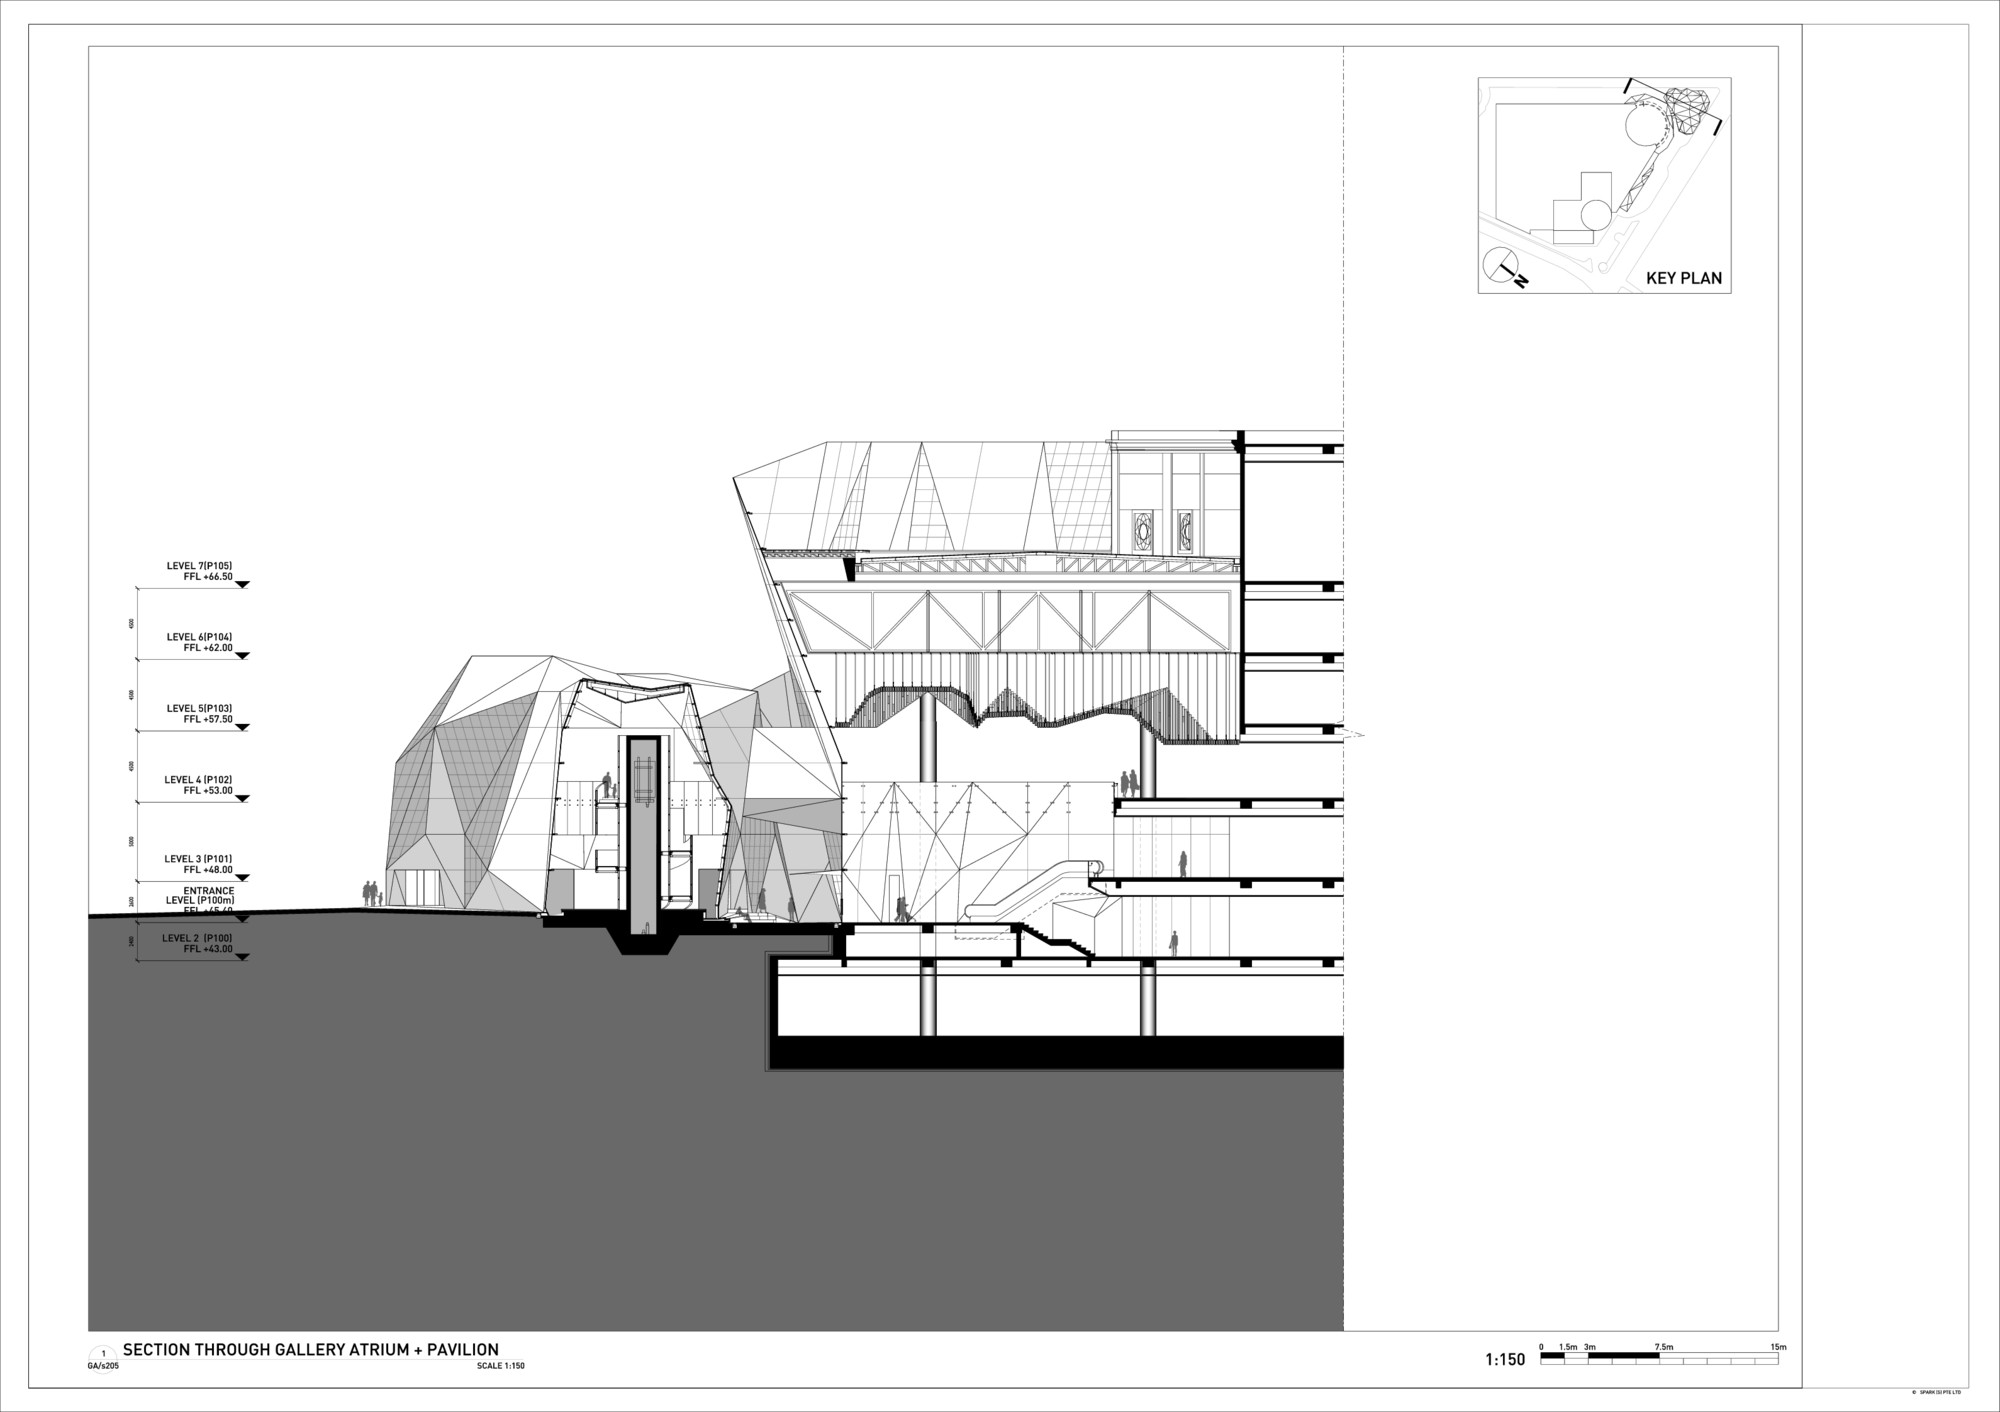 N
KEY PLAN
LEVEL 7(P105)
FFL +66.50
4500
LEVEL 6(P104)
FFL +62.00
4500
LEVEL 5(P103)
FFL +57.50
4500
LEVEL 4 (P102)
FFL +53.00
5000
LEVEL 3 (P101)
FFL +48.00
ENTRANCE
LEVEL (P100m)
FFL +45.40
2600
LEVEL 2 (P100)
FFL +43.00
2400
1
SECTION THROUGH GALLERY ATRIUM + PAVILION
GA/s205
SCALE 1:150
1:150
0 1.5m 3m 7.5m 15m
© SPARK (S) PTE LTD